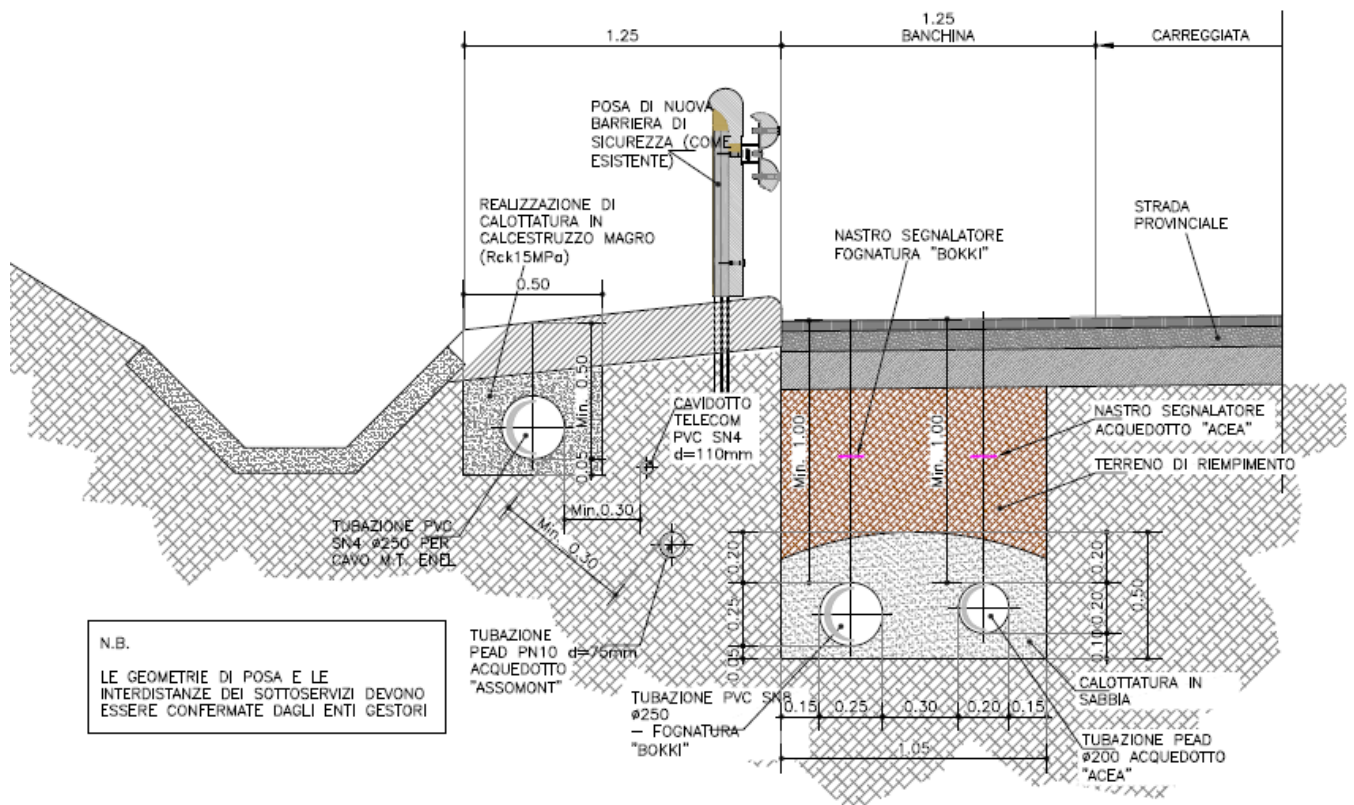 1.25
1.25
BANCHINA
CARREGGIATA
POSA DI NUOVA
BARRIERA DI
SICUREZZA (COME
ESISTENTE)
REALIZZAZIONE DI
CALOTTATURA IN
CALCESTRUZZO MAGRO
(Rck15MPa)
0.50
NASTRO SEGNALATORE
FOGNATURA "BOKKI"
STRADA
PROVINCIALE
Min. 0.50
0.05
CAVIDOTTO
TELECOM
PVC SN4
d=110mm
Min. 1.00
Min. 1.00
NASTRO SEGNALATORE
ACQUEDOTTO "ACEA"
TERRENO DI RIEMPIMENTO
TUBAZIONE PVC
SN4 ø250 PER
CAVO M.T. ENEL
Min.0.30
Min. 0.30
0.20
0.25
0.05
0.20
0.20
0.10
0.50
N.B.
LE GEOMETRIE DI POSA E LE
INTERDISTANZE DEI SOTTOSERVIZI DEVONO
ESSERE CONFERMATE DAGLI ENTI GESTORI
TUBAZIONE
PEAD PN10 d=75mm
ACQUEDOTTO
"ASSOMONT"
TUBAZIONE PVC SN8
ø250
– FOGNATURA
"BOKKI"
0.15 0.25 0.30 0.20 0.15
1.05
CALOTTATURA IN
SABBIA
TUBAZIONE PEAD
ø200 ACQUEDOTTO
"ACEA"